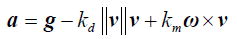 a = g − k_d ‖v‖ v + k_m ω × v